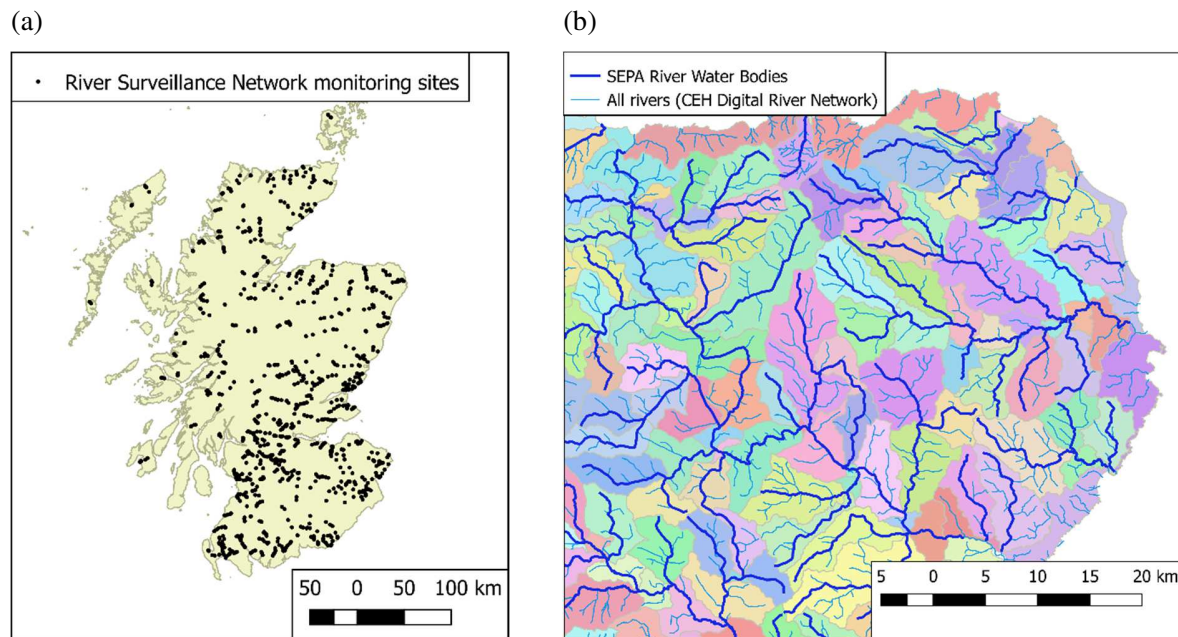 (a)
River Surveillance Network monitoring sites
50 0 50 100 km
(b)
SEPA River Water Bodies
All rivers (CEH Digital River Network)
5 0 5 10 15 20 km